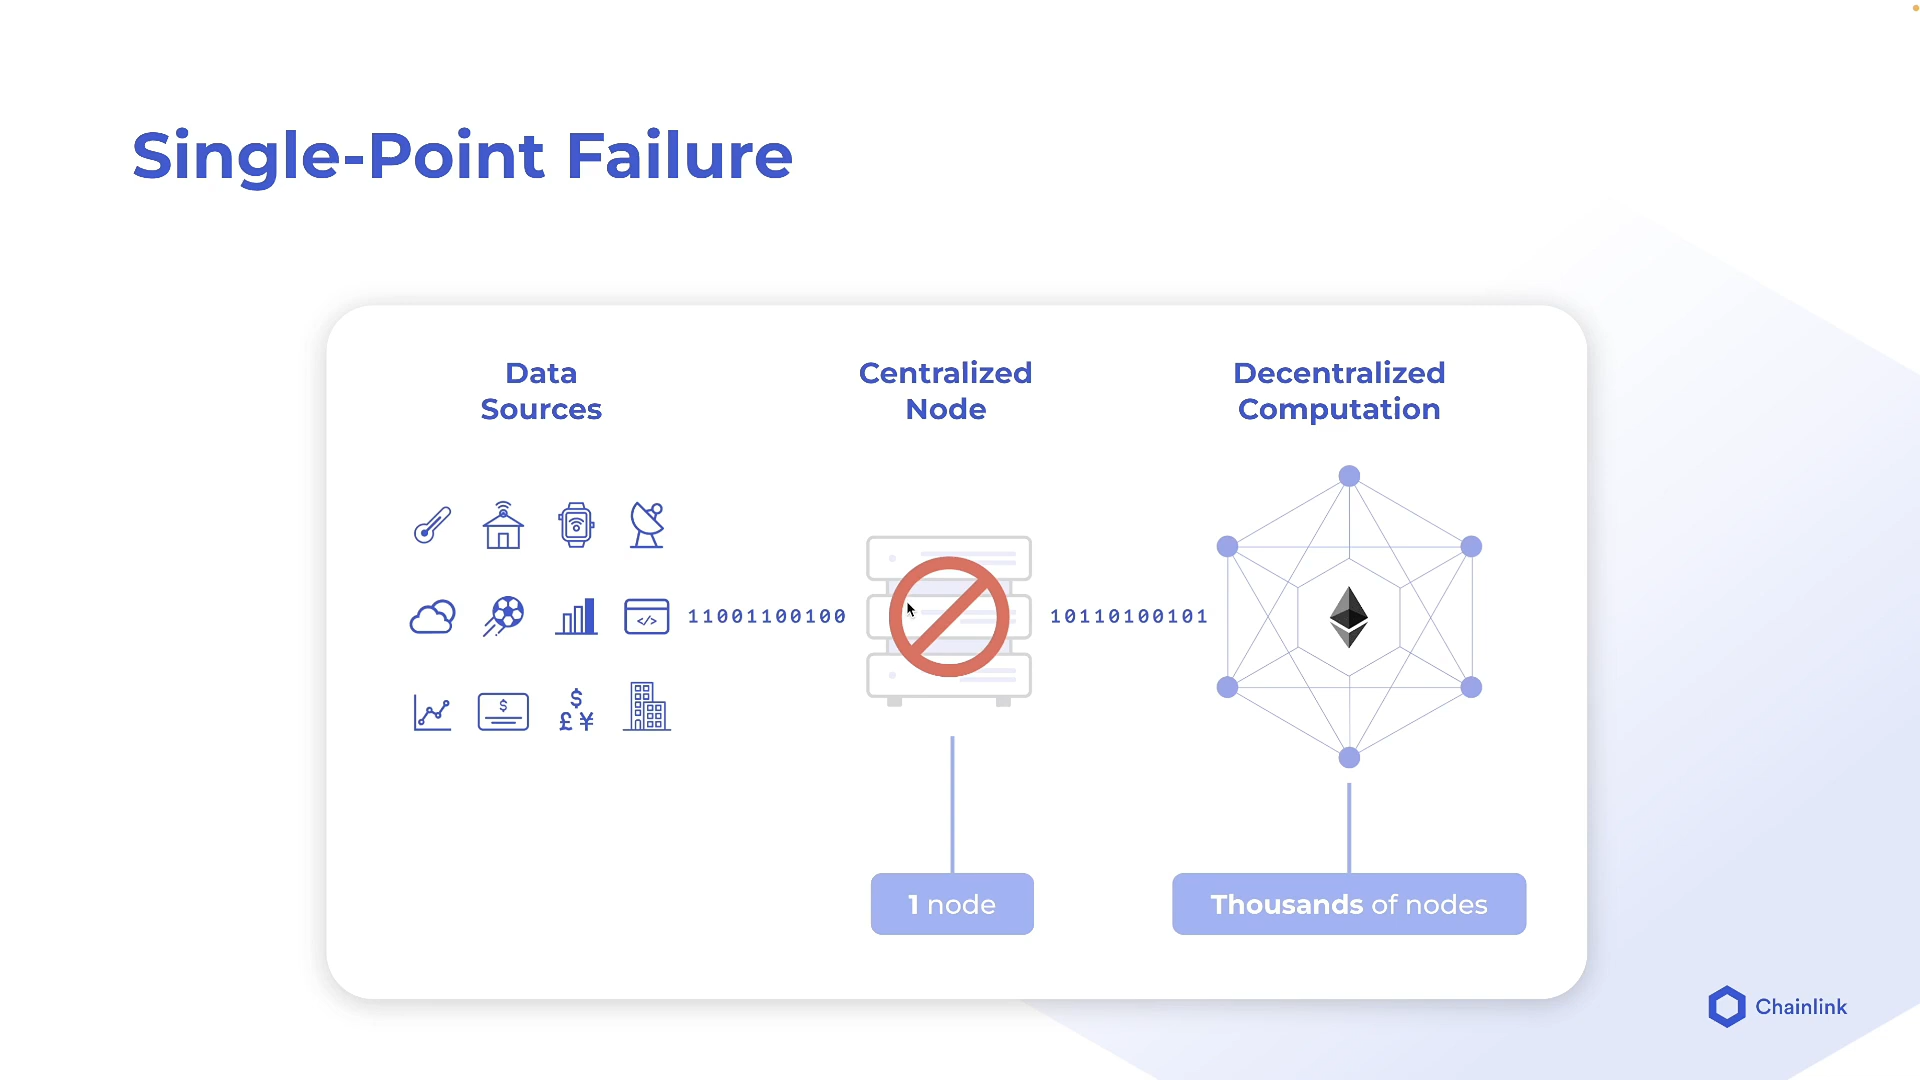 Single-Point Failure
Data
Sources
Centralized
Node
Decentralized
Computation
</>
11001100100
10110100101
$
$
£ ¥
1 node
Thousands of nodes
Chainlink